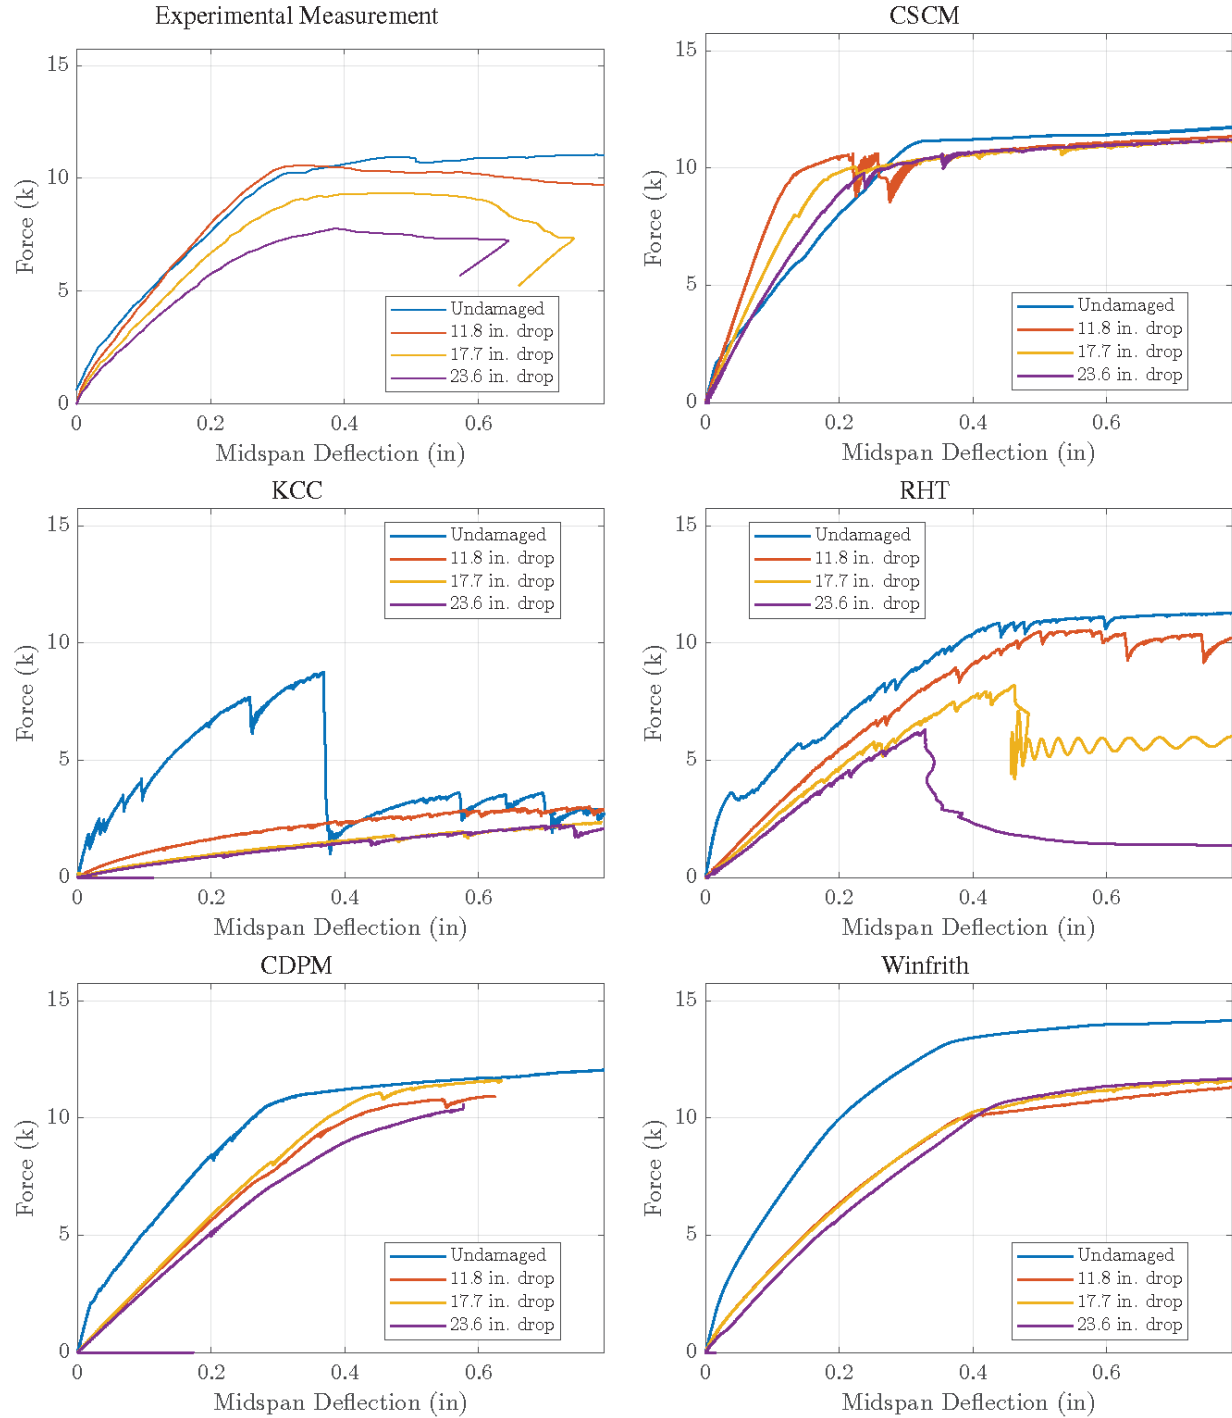 Experimental Measurement
15
10
5
0
Force (k)
Undamaged
11.8 in. drop
17.7 in. drop
23.6 in. drop
0 0.2 0.4 0.6
Midspan Deflection (in)
CSCM
15
10
5
0
Force (k)
Undamaged
11.8 in. drop
17.7 in. drop
23.6 in. drop
0 0.2 0.4 0.6
Midspan Deflection (in)
KCC
15
10
5
0
Force (k)
Undamaged
11.8 in. drop
17.7 in. drop
23.6 in. drop
0 0.2 0.4 0.6
Midspan Deflection (in)
RHT
15
10
5
0
Force (k)
Undamaged
11.8 in. drop
17.7 in. drop
23.6 in. drop
0 0.2 0.4 0.6
Midspan Deflection (in)
CDPM
15
10
5
0
Force (k)
Undamaged
11.8 in. drop
17.7 in. drop
23.6 in. drop
0 0.2 0.4 0.6
Midspan Deflection (in)
Winfrith
15
10
5
0
Force (k)
Undamaged
11.8 in. drop
17.7 in. drop
23.6 in. drop
0 0.2 0.4 0.6
Midspan Deflection (in)